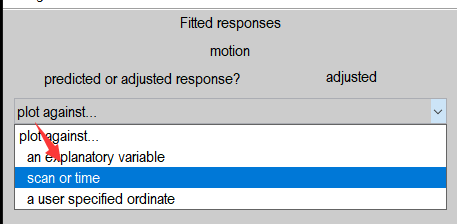 Fitted responses
motion
predicted or adjusted response? adjusted
plot against...
plot against...
an explanatory variable
scan or time
a user specified ordinate